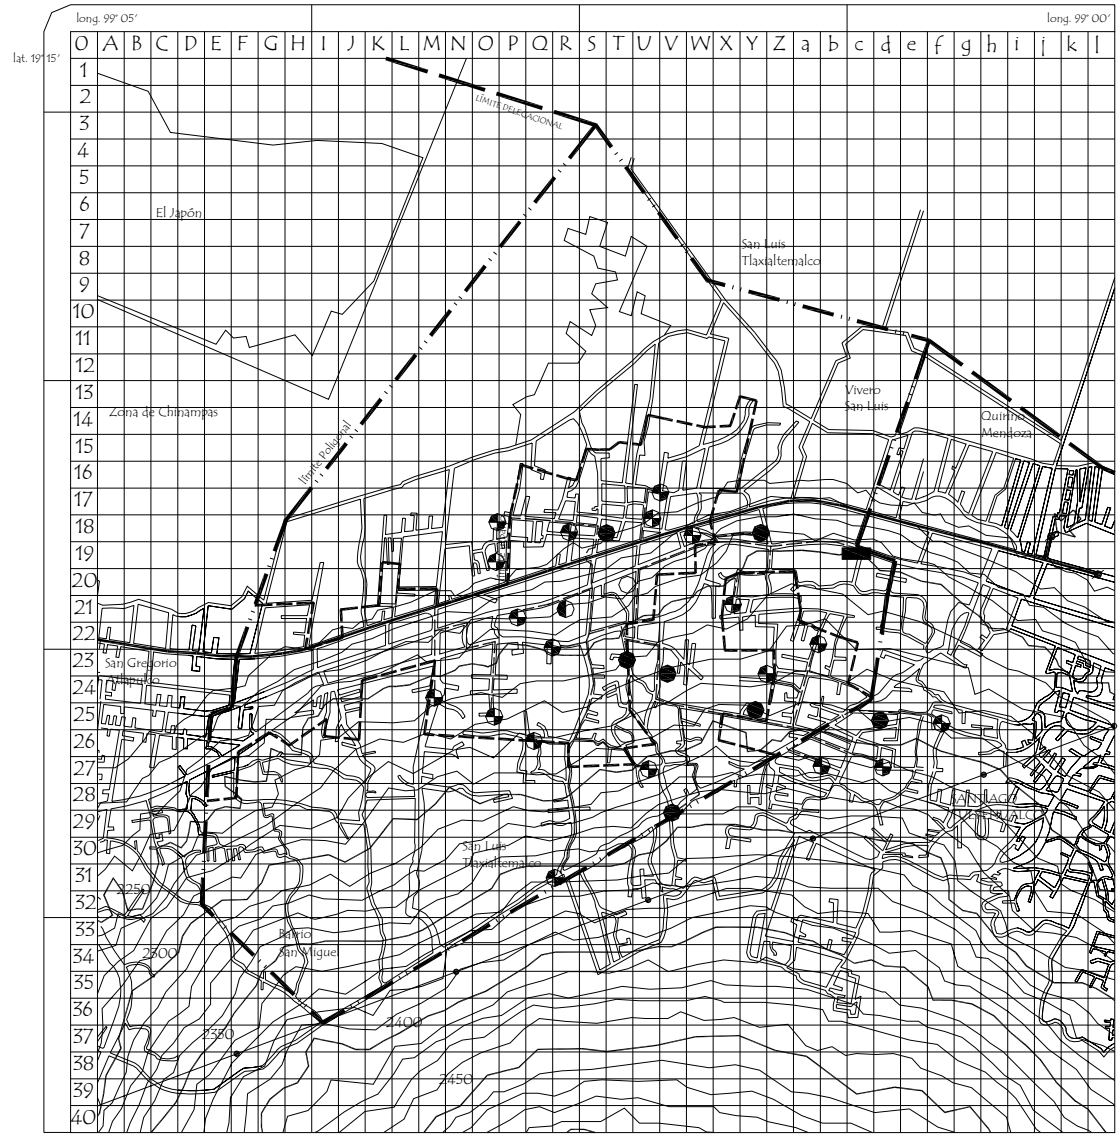 long. 99° 05´
long. 99° 00´
lat. 19° 15´
0 A B C D E F G H I J K L M N O P Q R S T U V W X Y Z a b c d e f g h i j k l
1
2
LÍMITE DELEGACIONAL
3
4
5
6
El Japón
7
San Luis
Tlaxialtemalco
8
9
10
11
12
13
Vivero
San Luis
Zona de Chinampas
14
Quirino
Mendoza
15
límite Poligonal
16
17
18
19
20
21
22
23
San Gregorio
Atlapulco
24
25
26
27
28
SANTIAGO
29
30
San Luis
Tlaxialtemalco
31
2250
32
33
Barrio
San Miguel
34
2300
35
36
2400
37
2350
38
39
2450
40